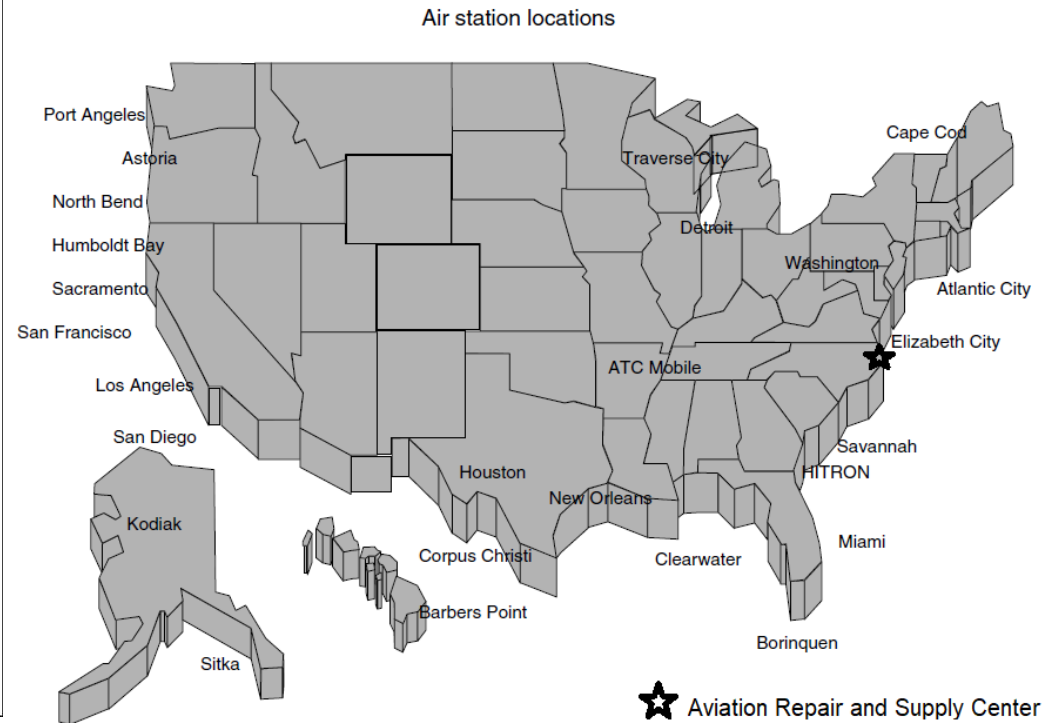 Air station locations
Port Angeles
Cape Cod
Astoria
Traverse City
North Bend
Detroit
Humboldt Bay
Washington
Sacramento
Atlantic City
San Francisco
Elizabeth City
ATC Mobile
Los Angeles
San Diego
Savannah
Houston
HITRON
New Orleans
Kodiak
Miami
Corpus Christi
Clearwater
Barbers Point
Borinquen
Sitka
Aviation Repair and Supply Center